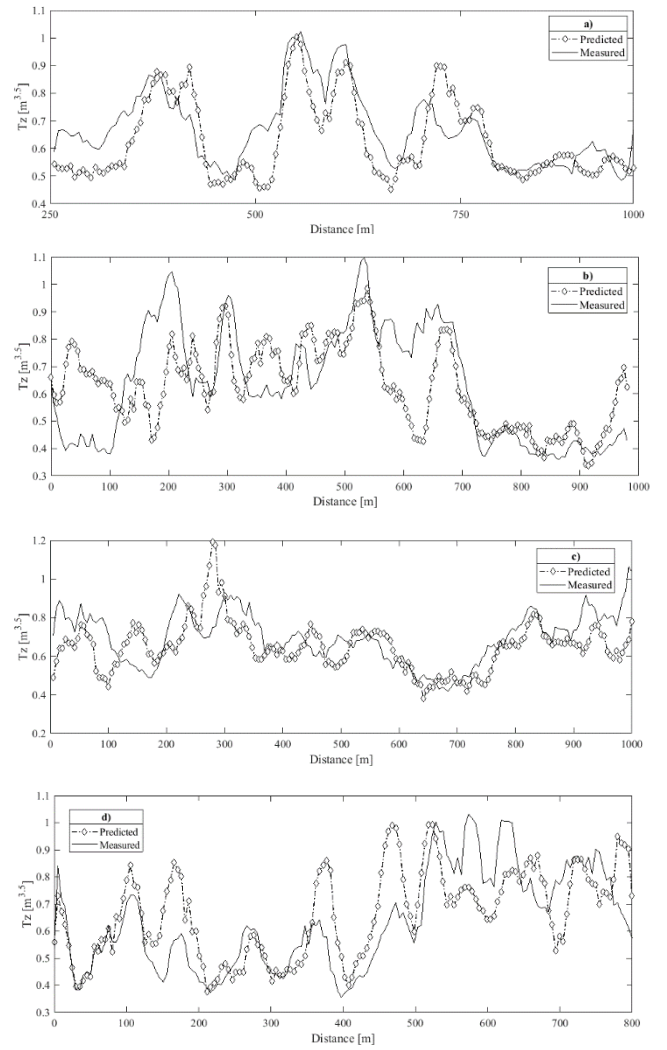 a)
Predicted
Measured
Tz [m^3.5]
1.1
1
0.9
0.8
0.7
0.6
0.5
0.4
250 500 750 1000
Distance [m]
b)
Predicted
Measured
Tz [m^3.5]
1.1
1
0.9
0.8
0.7
0.6
0.5
0.4
0.3
0 100 200 300 400 500 600 700 800 900 1000
Distance [m]
c)
Predicted
Measured
Tz [m^3.5]
1.2
1
0.8
0.6
0.4
0.2
0 100 200 300 400 500 600 700 800 900 1000
Distance [m]
d)
Predicted
Measured
Tz [m^3.5]
1.1
1
0.9
0.8
0.7
0.6
0.5
0.4
0.3
0 100 200 300 400 500 600 700 800
Distance [m]